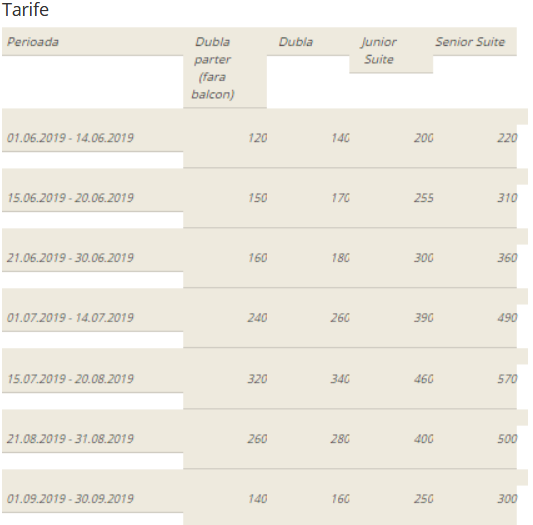 Tarife
Perioada Dubla parter (fara balcon) Dubla Junior Suite Senior Suite
01.06.2019 - 14.06.2019 120 140 200 220
15.06.2019 - 20.06.2019 150 170 255 310
21.06.2019 - 30.06.2019 160 180 300 360
01.07.2019 - 14.07.2019 240 260 390 490
15.07.2019 - 20.08.2019 320 340 460 570
21.08.2019 - 31.08.2019 260 280 400 500
01.09.2019 - 30.09.2019 140 160 250 300